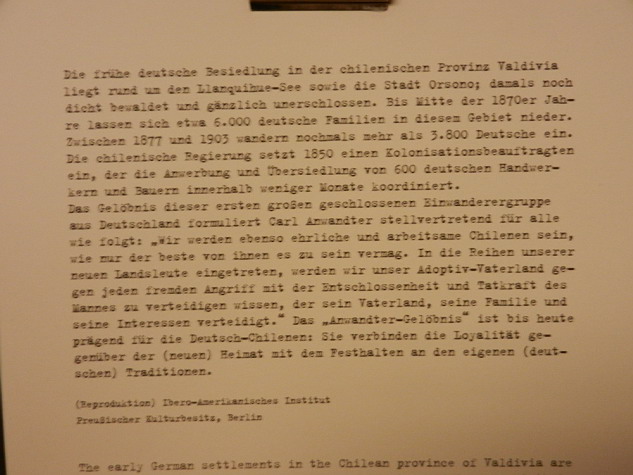 Die frühe deutsche Besiedlung in der chilenischen Provinz Valdivia
liegt rund um den Llanquihue-See sowie die Stadt Orsono; damals noch
dicht bewaldet und gänzlich unerschlossen. Bis Mitte der 1870er Jah-
re lassen sich etwa 6.000 deutsche Familien in diesem Gebiet nieder.
Zwischen 1877 und 1903 wandern nochmals mehr als 3.800 Deutsche ein.
Die chilenische Regierung setzt 1850 einen Kolonisationsbeauftragten
ein, der die Anwerbung und Übersiedlung von 600 deutschen Handwer-
kern und Bauern innerhalb weniger Monate koordiniert.
Das Gelöbnis dieser ersten großen geschlossenen Einwanderergruppe
aus Deutschland formuliert Carl Anwandter stellvertretend für alle
wie folgt: „Wir werden ebenso ehrliche und arbeitsame Chilenen sein,
wie nur der beste von ihnen es zu sein vermag. In die Reihen unserer
neuen Landsleute eingetreten, werden wir unser Adoptiv-Vaterland ge-
gen jeden fremden Angriff mit der Entschlossenheit und Tatkraft des
Mannes zu verteidigen wissen, der sein Vaterland, seine Familie und
seine Interessen verteidigt.“ Das „Anwandter-Gelöbnis“ ist bis heute
prägend für die Deutsch-Chilenen: Sie verbinden die Loyalität ge-
genüber der (neuen) Heimat mit dem Festhalten an den eigenen (deut-
schen) Traditionen.
(Reproduktion) Ibero-Amerikanisches Institut
Preußischer Kulturbesitz, Berlin
The early German settlements in the Chilean province of Valdivia are